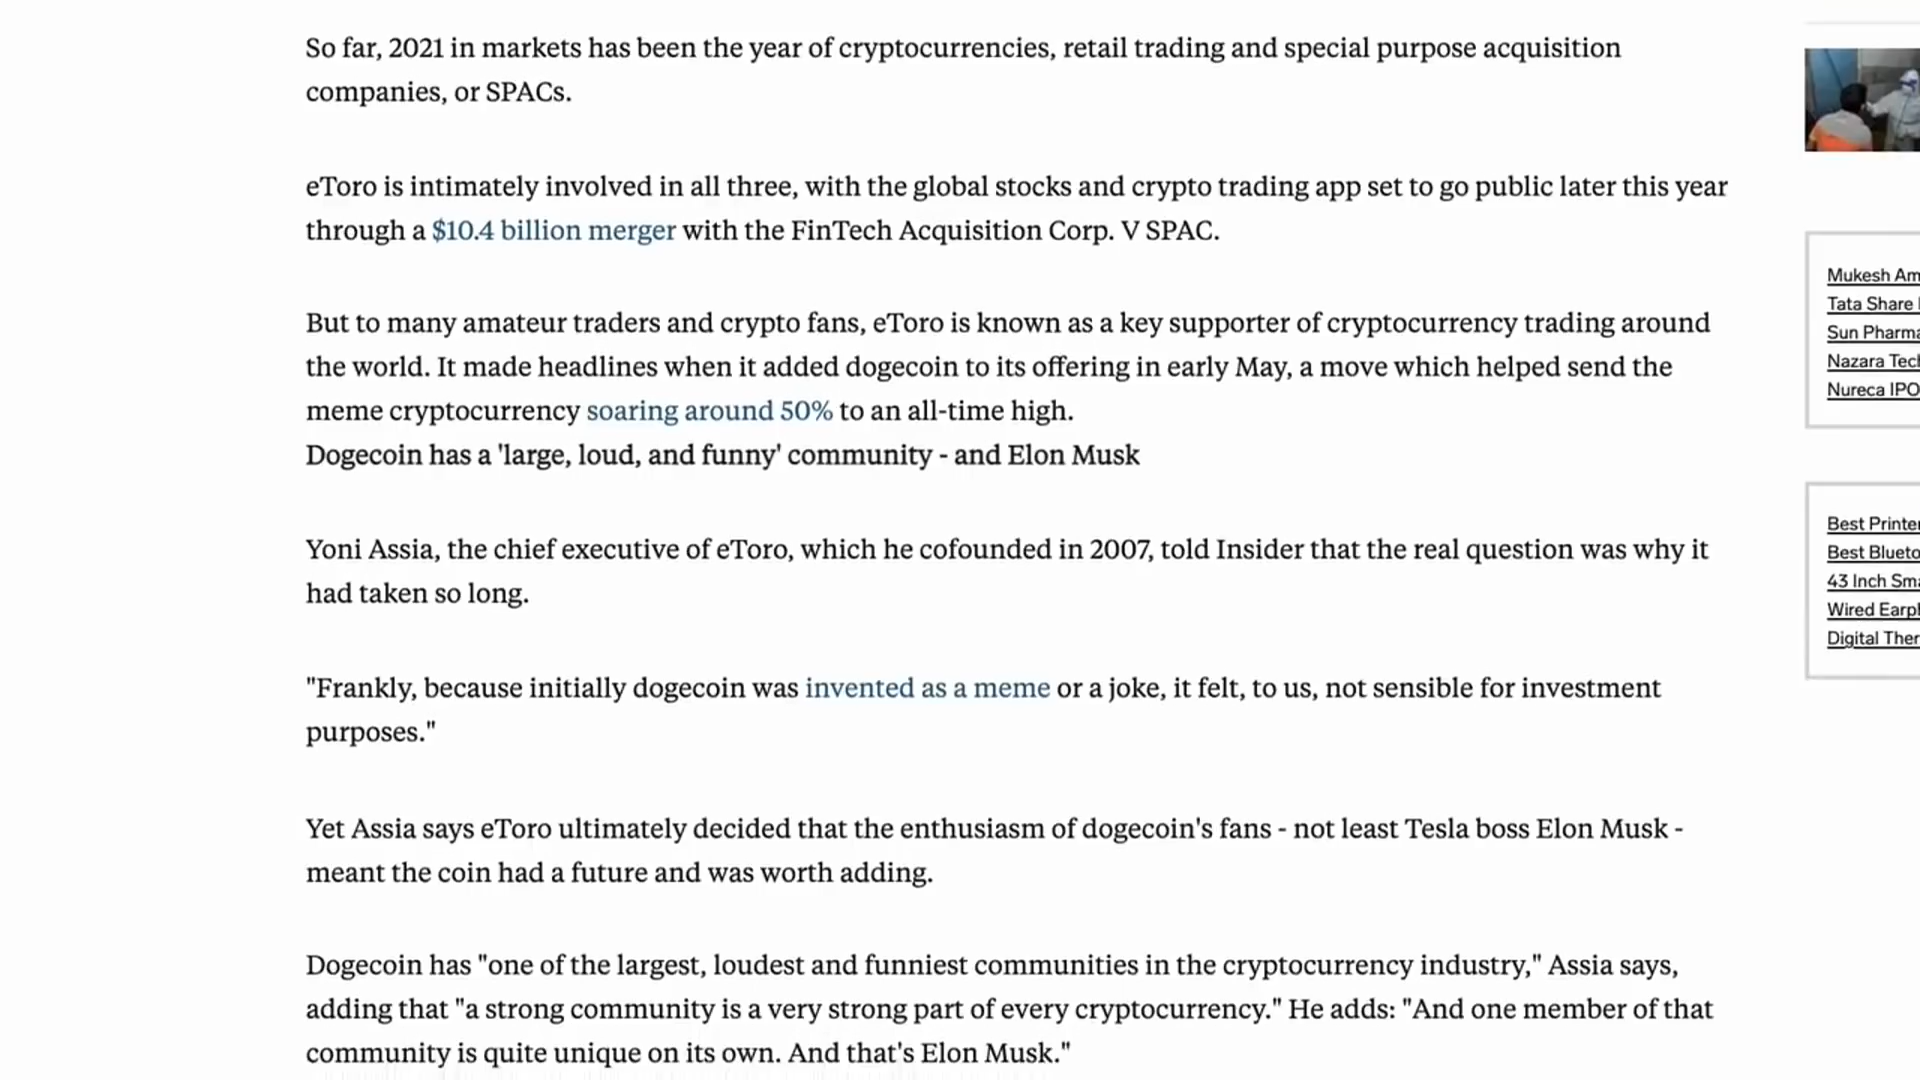 So far, 2021 in markets has been the year of cryptocurrencies, retail trading and special purpose acquisition
companies, or SPACs.
eToro is intimately involved in all three, with the global stocks and crypto trading app set to go public later this year
through a $10.4 billion merger with the FinTech Acquisition Corp. V SPAC.
But to many amateur traders and crypto fans, eToro is known as a key supporter of cryptocurrency trading around
the world. It made headlines when it added dogecoin to its offering in early May, a move which helped send the
meme cryptocurrency soaring around 50% to an all-time high.
Dogecoin has a 'large, loud, and funny' community - and Elon Musk
Yoni Assia, the chief executive of eToro, which he cofounded in 2007, told Insider that the real question was why it
had taken so long.
"Frankly, because initially dogecoin was invented as a meme or a joke, it felt, to us, not sensible for investment
purposes."
Yet Assia says eToro ultimately decided that the enthusiasm of dogecoin's fans - not least Tesla boss Elon Musk -
meant the coin had a future and was worth adding.
Dogecoin has "one of the largest, loudest and funniest communities in the cryptocurrency industry," Assia says,
adding that "a strong community is a very strong part of every cryptocurrency." He adds: "And one member of that
community is quite unique on its own. And that's Elon Musk."
Mukesh Am
Tata Share
Sun Pharma
Nazara Tech
Nureca IPO
Best Printer
Best Blueto
43 Inch Sma
Wired Earp
Digital Ther